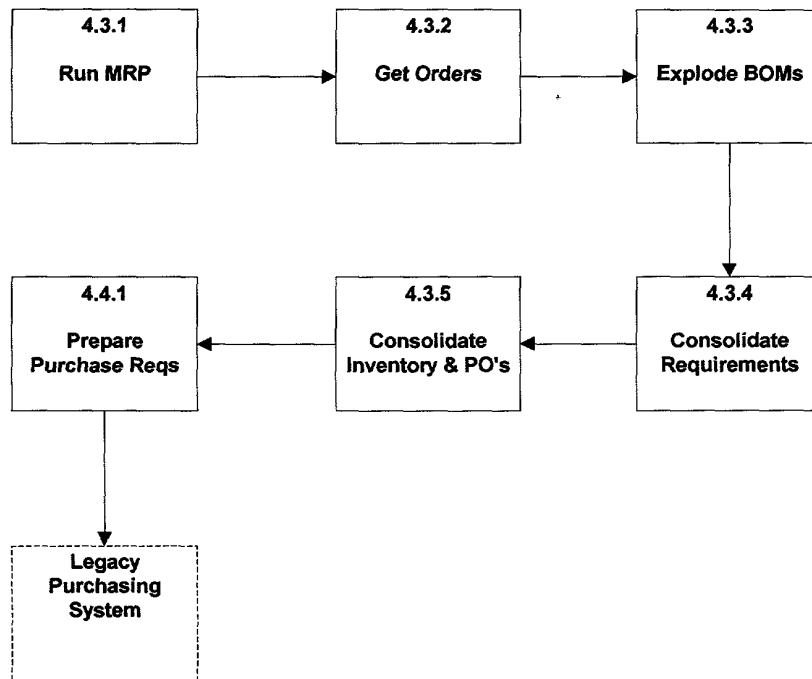 4.3.1
Run MRP
4.3.2
Get Orders
4.3.3
Explode BOMs
4.4.1
Prepare
Purchase Reqs
4.3.5
Consolidate
Inventory & PO's
4.3.4
Consolidate
Requirements
Legacy
Purchasing
System